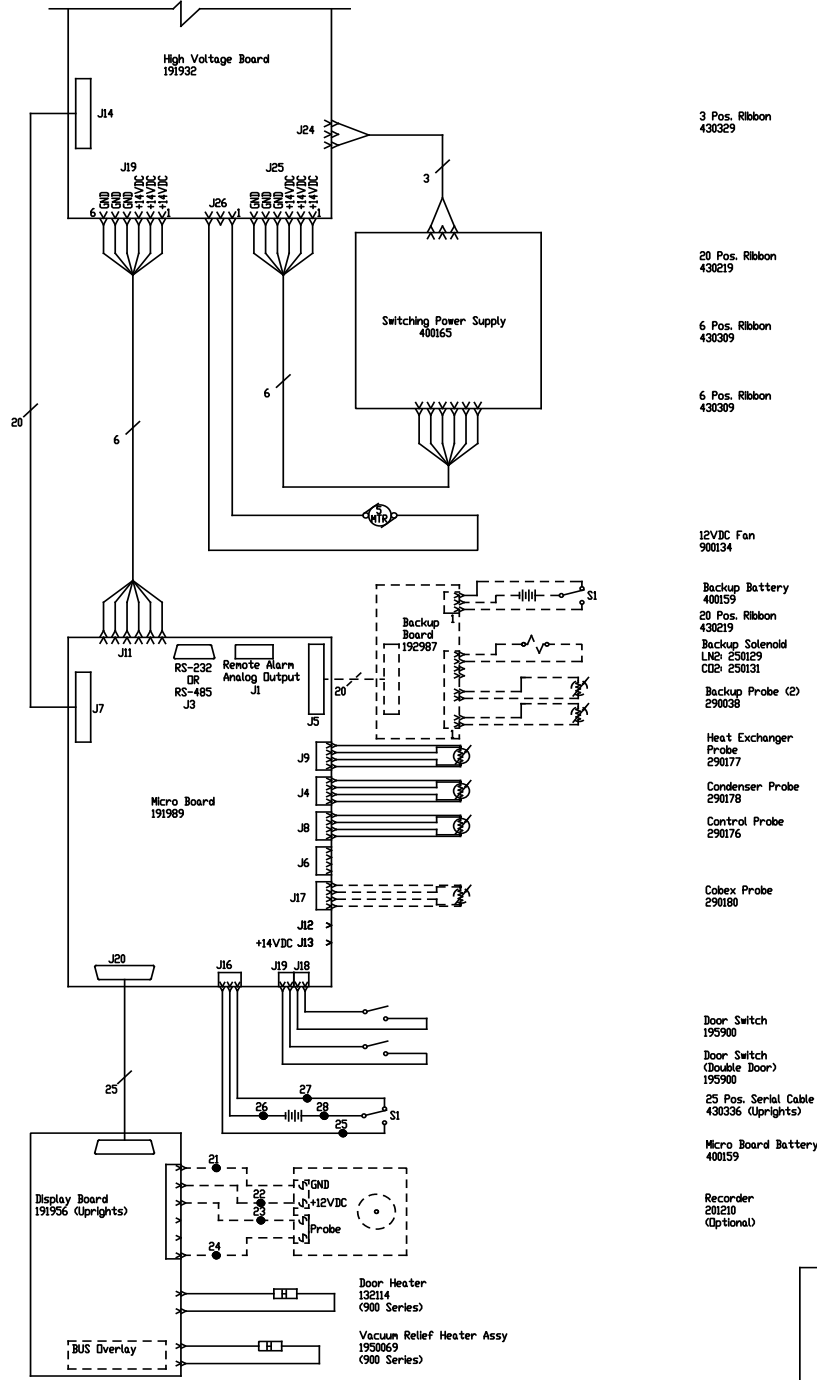 High Voltage Board
191932
J14
J24
J19
J25
J26
GND
GND
GND
+14VDC
+14VDC
+14VDC
GND
GND
GND
+14VDC
+14VDC
+14VDC
6
1
1
1
3
3 Pos. Ribbon
430329
20 Pos. Ribbon
430219
Switching Power Supply
400165
6 Pos. Ribbon
430309
6
20
6
6 Pos. Ribbon
430309
5
MTR
12VDC Fan
900134
Backup Battery
400159
S1
1
Backup
Board
192987
20 Pos. Ribbon
430219
Backup Solenoid
LN2: 250129
CO2: 250131
J11
RS-232
OR
RS-485
J3
Remote Alarm
Analog Output
J1
J5
20
J7
Backup Probe (2)
290038
1
Heat Exchanger
Probe
290177
J9
Condenser Probe
290178
J4
Micro Board
191989
J8
Control Probe
290176
J6
J17
Cobex Probe
290180
J12
+14VDC J13
J20
J16
J19
J18
Door Switch
195900
Door Switch
(Double Door)
195900
25
27
26
28
S1
25
25 Pos. Serial Cable
430336 (Uprights)
Micro Board Battery
400159
21
GND
22
+12VDC
23
Probe
24
Display Board
191956 (Uprights)
Recorder
201210
(Optional)
H
Door Heater
132114
(900 Series)
H
Vacuum Relief Heater Assy
1950069
(900 Series)
BUS Overlay